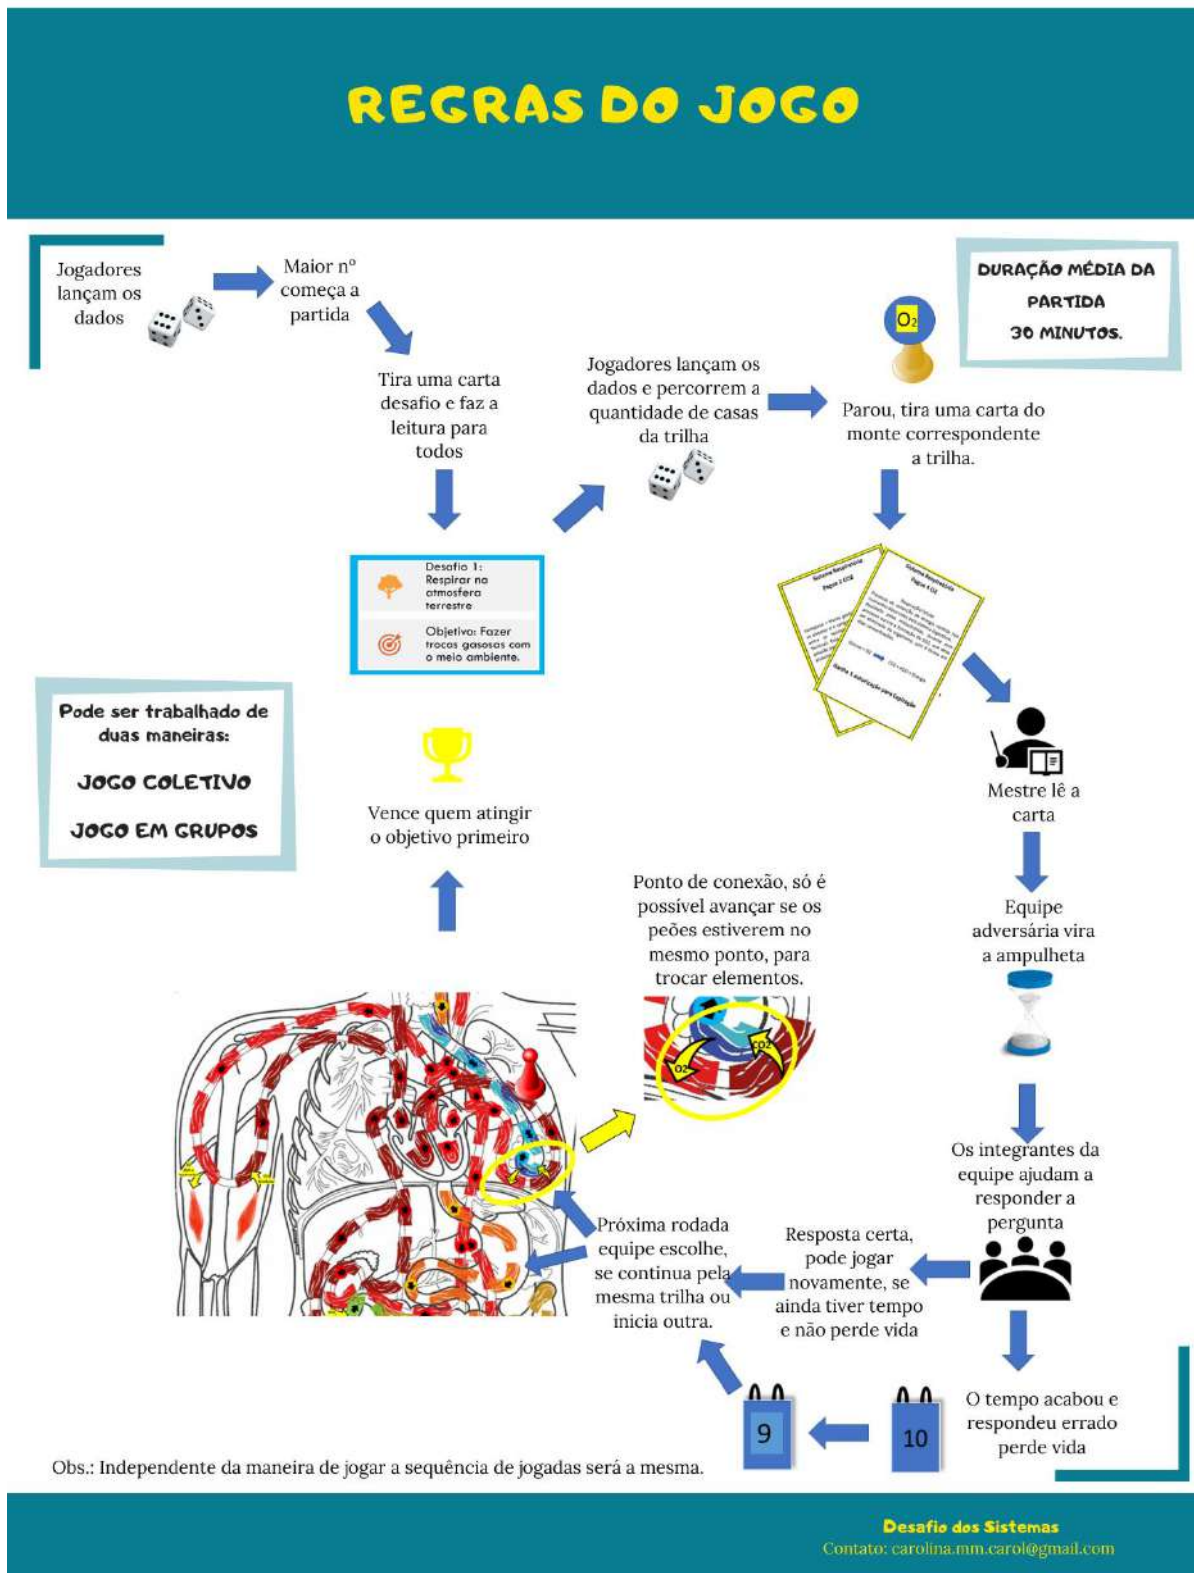 REGRAS DO JOGO
Jogadores
lançam os
dados
Maior nº
começa a
partida
Tira uma carta
desafio e faz a
leitura para
todos
Desafio 1:
Respirar na
atmosfera
terrestre
Objetivo: Fazer
trocas gasosas com
o meio ambiente.
Jogadores lançam os
dados e percorrem a
quantidade de casas
da trilha
O2
Parou, tira uma carta do
monte correspondente
a trilha.
DURAÇÃO MÉDIA DA
PARTIDA
30 MINUTOS.
Sistema Respiratório
Sistema Respiratório
Mestre lê a
carta
Equipe
adversária vira
a ampulheta
Os integrantes da
equipe ajudam a
responder a
pergunta
Resposta certa,
pode jogar
novamente, se
ainda tiver tempo
e não perde vida
O tempo acabou e
respondeu errado
perde vida
10
9
Próxima rodada
equipe escolhe,
se continua pela
mesma trilha ou
inicia outra.
Ponto de conexão, só é
possível avançar se os
peões estiverem no
mesmo ponto, para
trocar elementos.
O2
CO2
Vence quem atingir
o objetivo primeiro
Pode ser trabalhado de
duas maneiras:
JOGO COLETIVO
JOGO EM GRUPOS
Obs.: Independente da maneira de jogar a sequência de jogadas será a mesma.
Desafio dos Sistemas
Contato: carolina.mm.carol@gmail.com